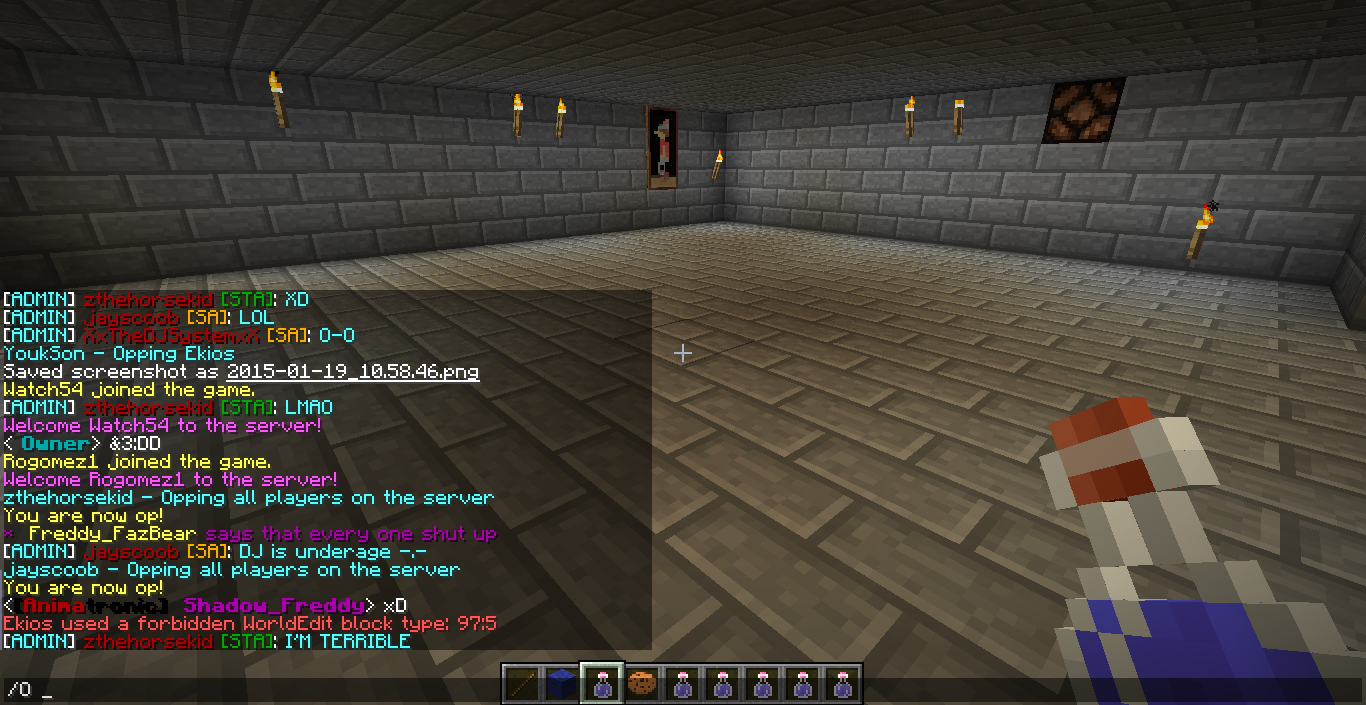 [ADMIN] zthehorsekid [STA]: XD
[ADMIN] jayscoob [SA]: LOL
[ADMIN] XxTheDJSystemxX [SA]: O-O
YoukSon - Opping Ekios
Saved screenshot as 2015-01-19_10.58.46.png
Watch54 joined the game.
[ADMIN] zthehorsekid [STA]: LMAO
Welcome Watch54 to the server!
< Owner> &3:DD
Rogomez1 joined the game.
Welcome Rogomez1 to the server!
zthehorsekid - Opping all players on the server
You are now op!
* Freddy_FazBear says that every one shut up
[ADMIN] jayscoob [SA]: DJ is underage -.-
jayscoob - Opping all players on the server
You are now op!
<[Animatronic] Shadow_Freddy> xD
Ekios used a forbidden WorldEdit block type: 97:5
[ADMIN] zthehorsekid [STA]: I'M TERRIBLE
/O _